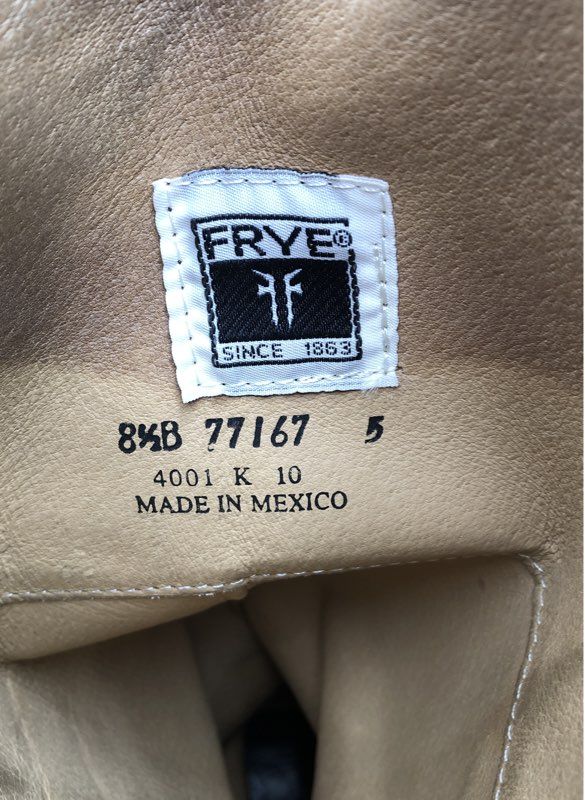 FRYE®
SINCE 1863
8½B 77167 5
4001 K 10
MADE IN MEXICO